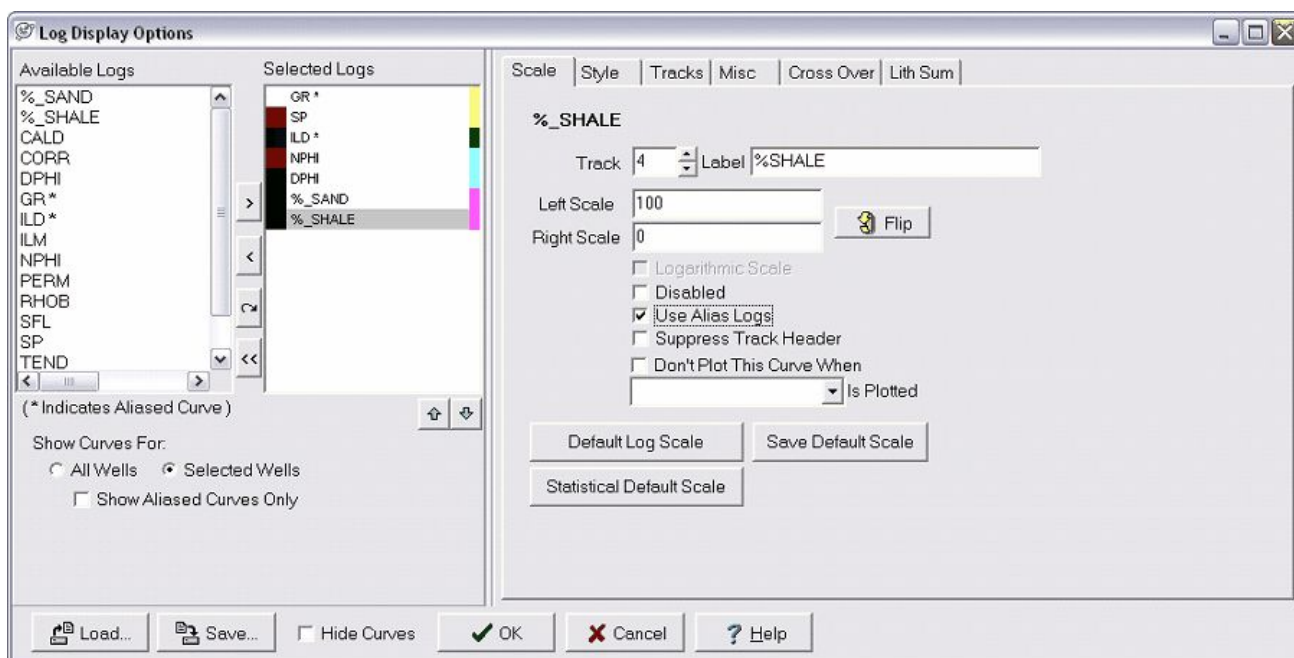 Log Display Options
Available Logs
%_SAND
%_SHALE
CALD
CORR
DPHI
GR *
ILD *
ILM
NPHI
PERM
RHOB
SFL
SP
TEND
(* Indicates Aliased Curve )
Show Curves For:
All Wells Selected Wells
Show Aliased Curves Only
>
<
<<
Selected Logs
GR *
SP
ILD *
NPHI
DPHI
%_SAND
%_SHALE
Scale Style Tracks Misc Cross Over Lith Sum
%_SHALE
Track 4 Label %SHALE
Left Scale 100
Right Scale 0
Flip
Logarithmic Scale
Disabled
Use Alias Logs
Suppress Track Header
Don't Plot This Curve When
Is Plotted
Default Log Scale Save Default Scale
Statistical Default Scale
Load... Save... Hide Curves OK Cancel Help